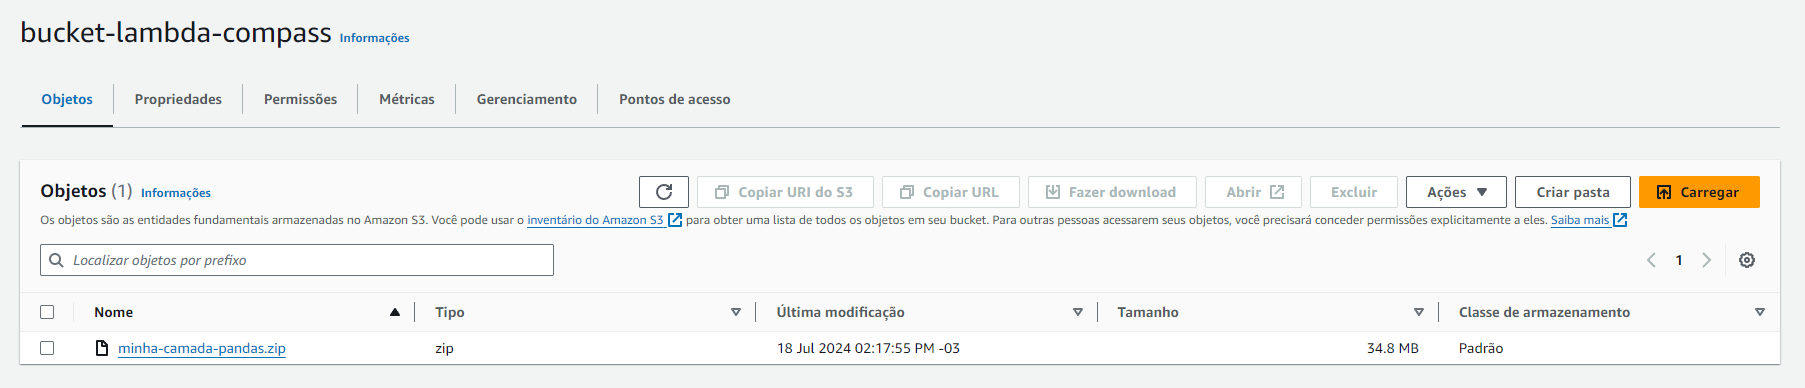 bucket-lambda-compass Informações
Objetos Propriedades Permissões Métricas Gerenciamento Pontos de acesso
Objetos (1) Informações Copiar URI do S3 Copiar URL Fazer download Abrir Excluir Ações Criar pasta Carregar
Os objetos são as entidades fundamentais armazenadas no Amazon S3. Você pode usar o inventário do Amazon S3 para obter uma lista de todos os objetos em seu bucket. Para outras pessoas acessarem seus objetos, você precisará conceder permissões explicitamente a eles. Saiba mais
Localizar objetos por prefixo 1
Nome Tipo Última modificação Tamanho Classe de armazenamento
minha-camada-pandas.zip zip 18 Jul 2024 02:17:55 PM -03 34.8 MB Padrão